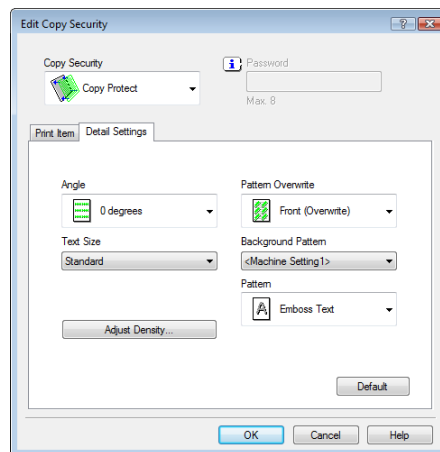 Edit Copy Security
Copy Security
Password
Copy Protect
Max. 8
Print Item
Detail Settings
Angle
Pattern Overwrite
0 degrees
Front (Overwrite)
Text Size
Background Pattern
Standard
<Machine Setting1>
Pattern
Emboss Text
Adjust Density...
Default
OK
Cancel
Help